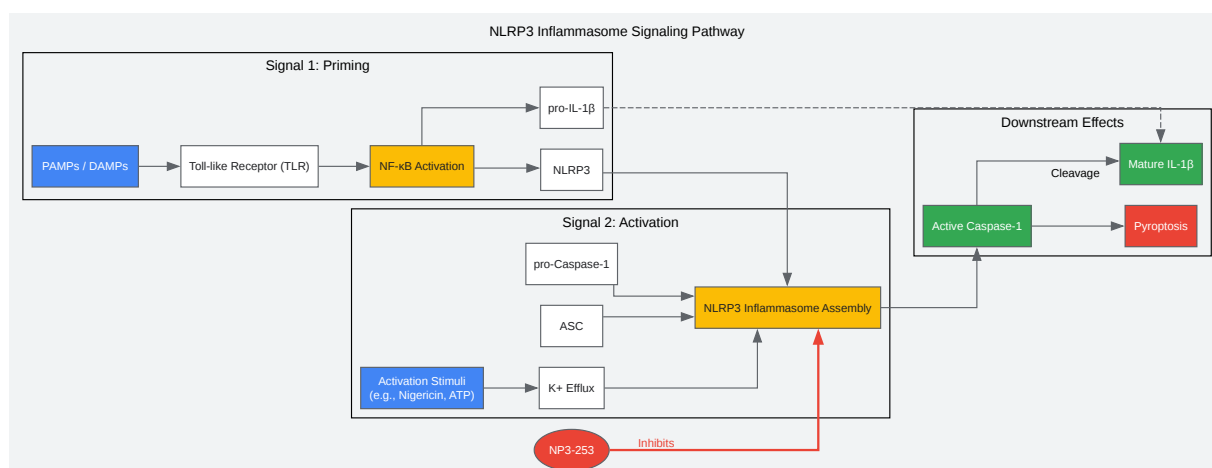 NLRP3 Inflammasome Signaling Pathway
Signal 1: Priming
pro-IL-1β
PAMPs / DAMPs
Toll-like Receptor (TLR)
NF-κB Activation
NLRP3
Downstream Effects
Mature IL-1β
Cleavage
Active Caspase-1
Pyroptosis
Signal 2: Activation
pro-Caspase-1
NLRP3 Inflammasome Assembly
ASC
Activation Stimuli
(e.g., Nigericin, ATP)
K+ Efflux
NP3-253
Inhibits